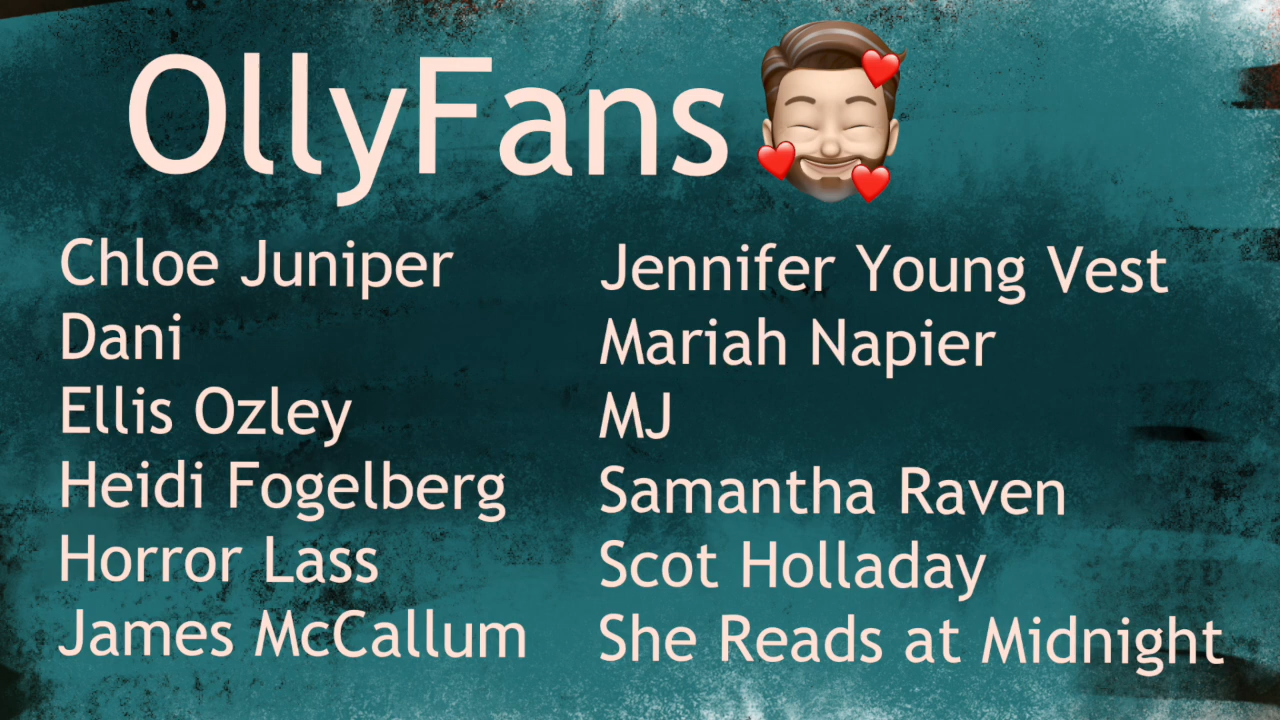 OllyFans
Chloe Juniper
Dani
Ellis Ozley
Heidi Fogelberg
Horror Lass
James McCallum
Jennifer Young Vest
Mariah Napier
MJ
Samantha Raven
Scot Holladay
She Reads at Midnight